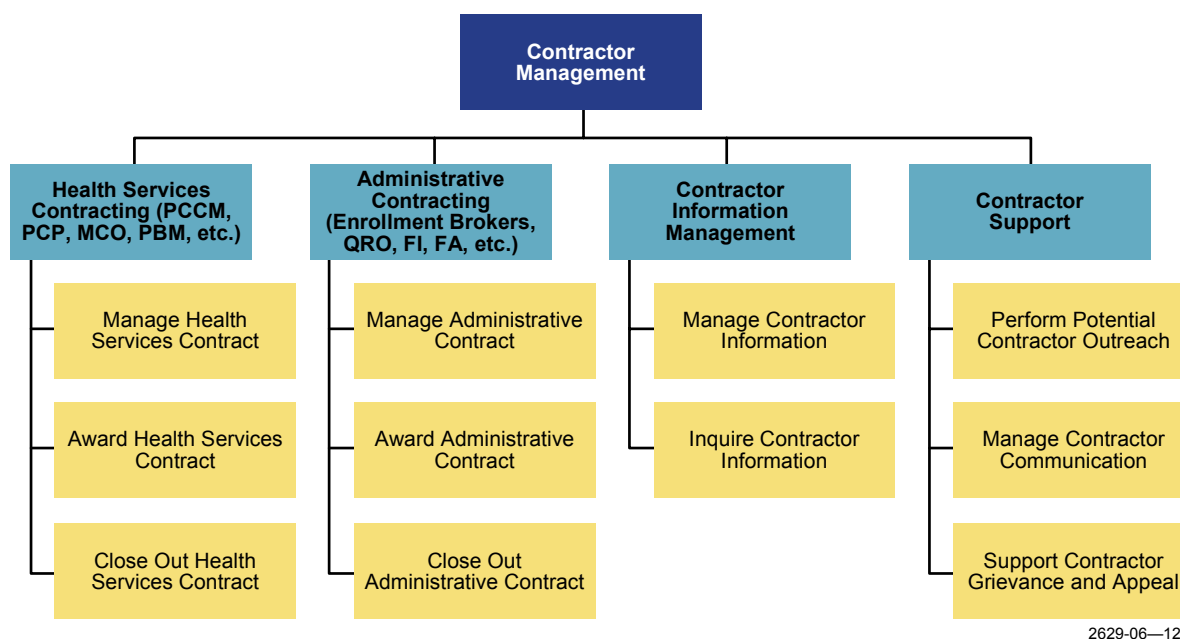 Contractor
Management
Health Services
Contracting (PCCM,
PCP, MCO, PBM, etc.)
Administrative
Contracting
(Enrollment Brokers,
QRO, FI, FA, etc.)
Contractor
Information
Management
Contractor
Support
Manage Health
Services Contract
Manage Administrative
Contract
Manage Contractor
Information
Perform Potential
Contractor Outreach
Award Health Services
Contract
Award Administrative
Contract
Inquire Contractor
Information
Manage Contractor
Communication
Close Out Health
Services Contract
Close Out
Administrative Contract
Support Contractor
Grievance and Appeal
2629-06—12